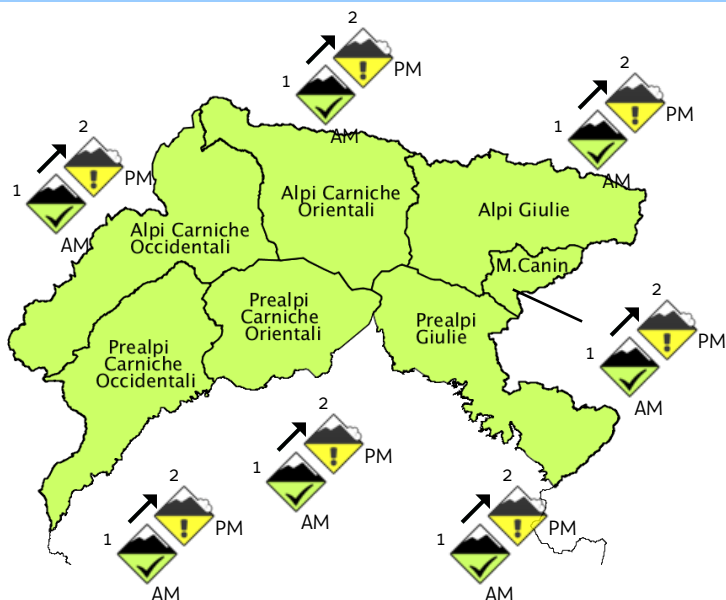 2
1
PM
AM
2
1
PM
AM
2
1
PM
AM
Alpi Carniche
Orientali
Alpi Giulie
Alpi Carniche
Occidentali
M.Canin
Prealpi
Carniche
Orientali
Prealpi
Giulie
Prealpi
Carniche
Occidentali
2
1
PM
AM
2
1
PM
AM
2
1
PM
AM
2
1
PM
AM